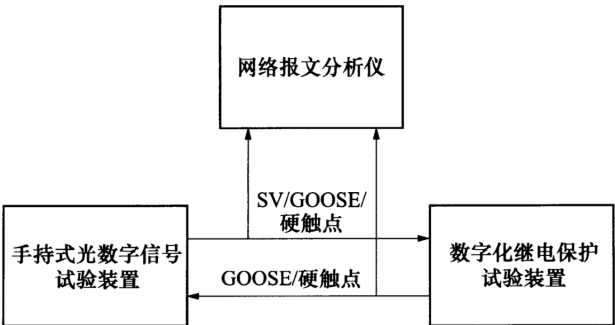 网络报文分析仪
SV/GOOSE/
硬触点
手持式光数字信号
试验装置
GOOSE/硬触点
数字化继电保护
试验装置